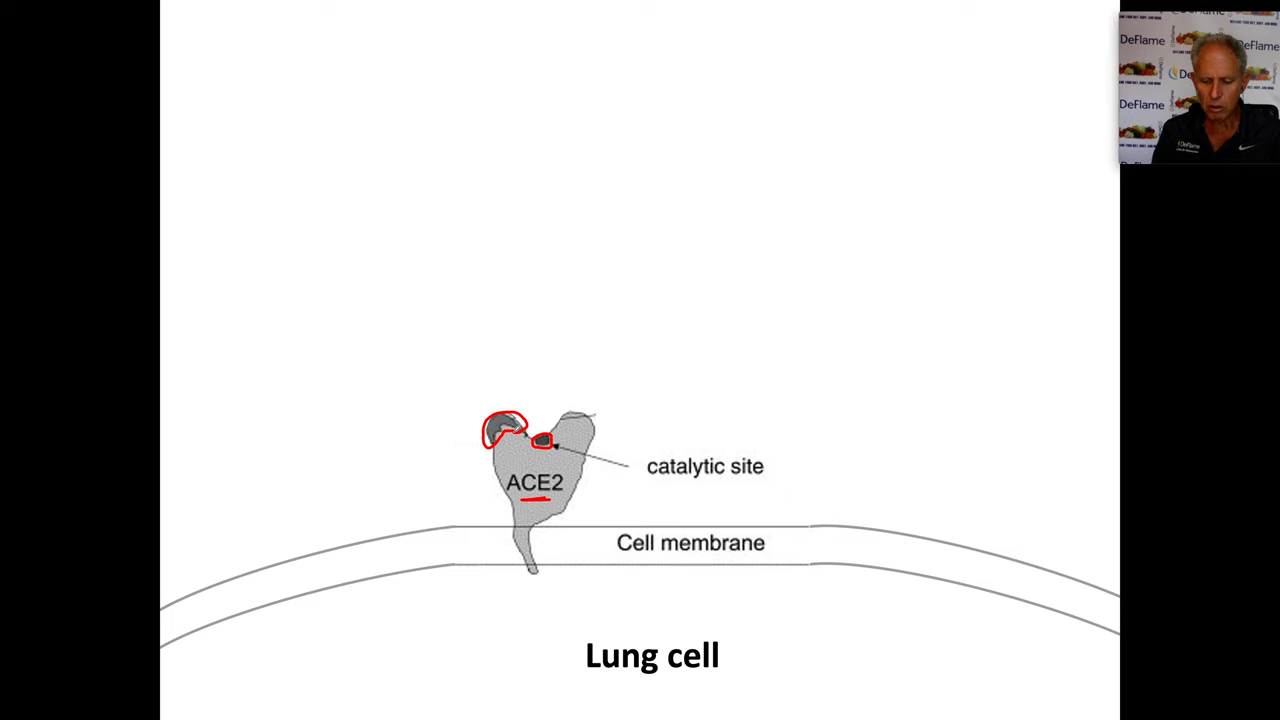 DeFlame
DeFlame
DeFlame
DeFlame
catalytic site
ACE2
Cell membrane
Lung cell